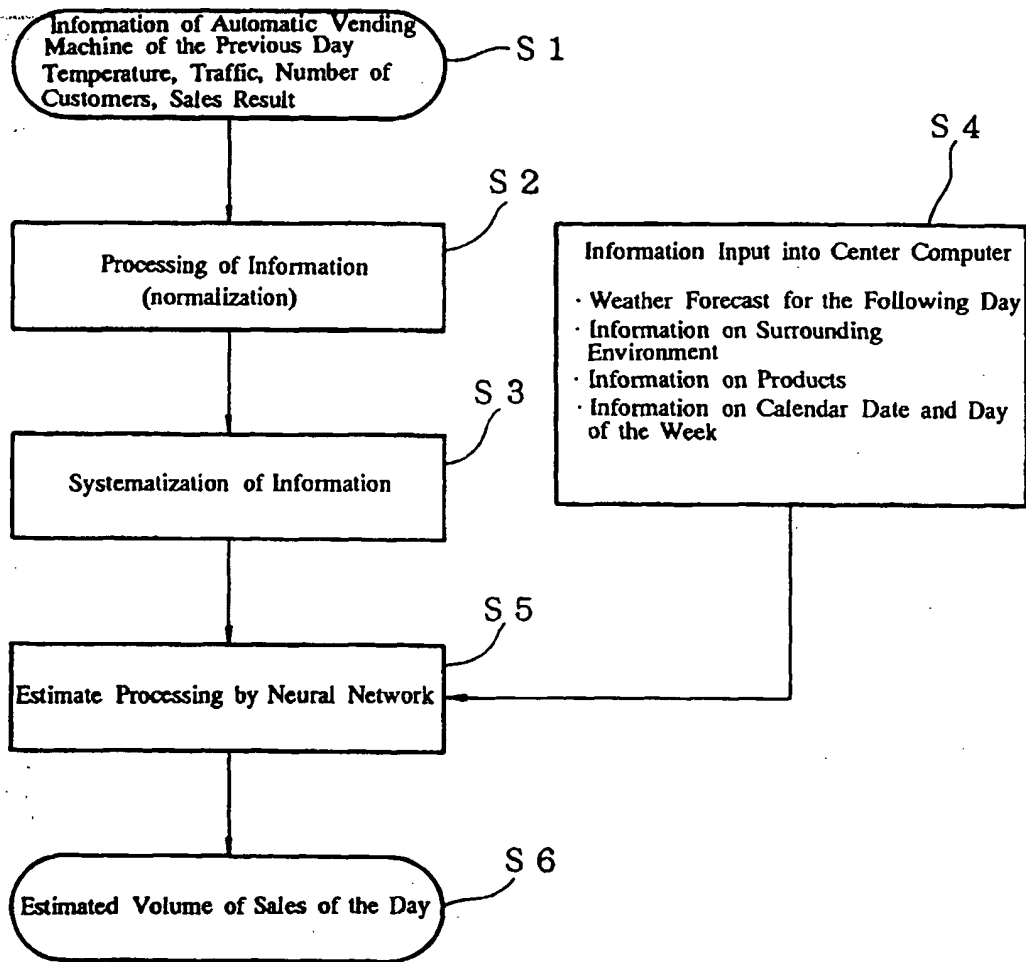 Information of Automatic Vending
Machine of the Previous Day
Temperature, Traffic, Number of
Customers, Sales Result
S 1
S 2
Processing of Information
(normalization)
S 3
Systematization of Information
S 4
Information Input into Center Computer
· Weather Forecast for the Following Day
· Information on Surrounding
Environment
· Information on Products
· Information on Calendar Date and Day
of the Week
S 5
Estimate Processing by Neural Network
S 6
Estimated Volume of Sales of the Day